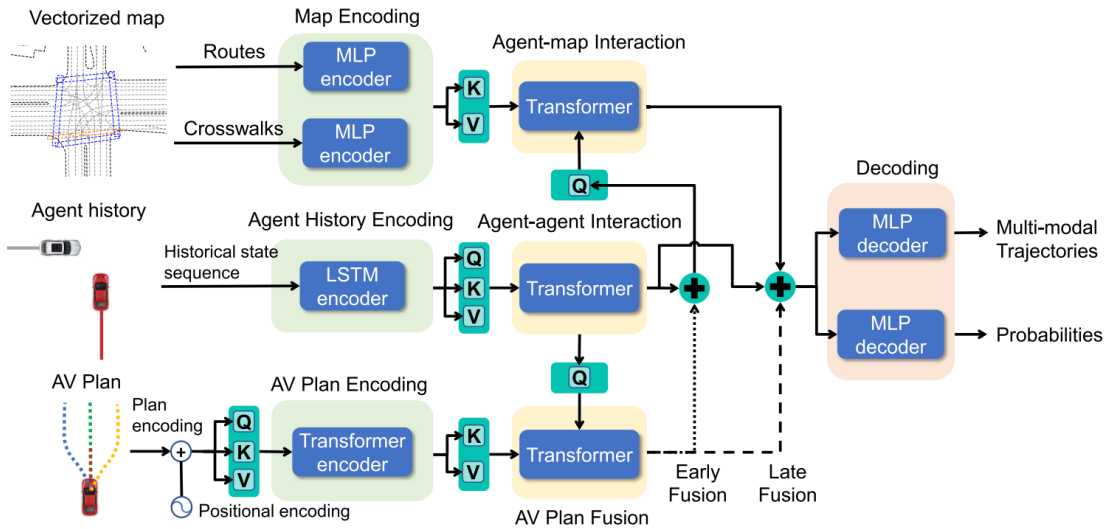 Vectorized map
Map Encoding
Routes
MLP
encoder
Crosswalks
MLP
encoder
K
V
Agent-map Interaction
Transformer
Q
Agent history
Agent History Encoding
Historical state
sequence
LSTM
encoder
Q
K
V
Agent-agent Interaction
Transformer
Q
Decoding
MLP
decoder
Multi-modal
Trajectories
MLP
decoder
Probabilities
AV Plan
Plan
encoding
Positional encoding
Q
K
V
AV Plan Encoding
Transformer
encoder
K
V
Transformer
AV Plan Fusion
Early
Fusion
Late
Fusion